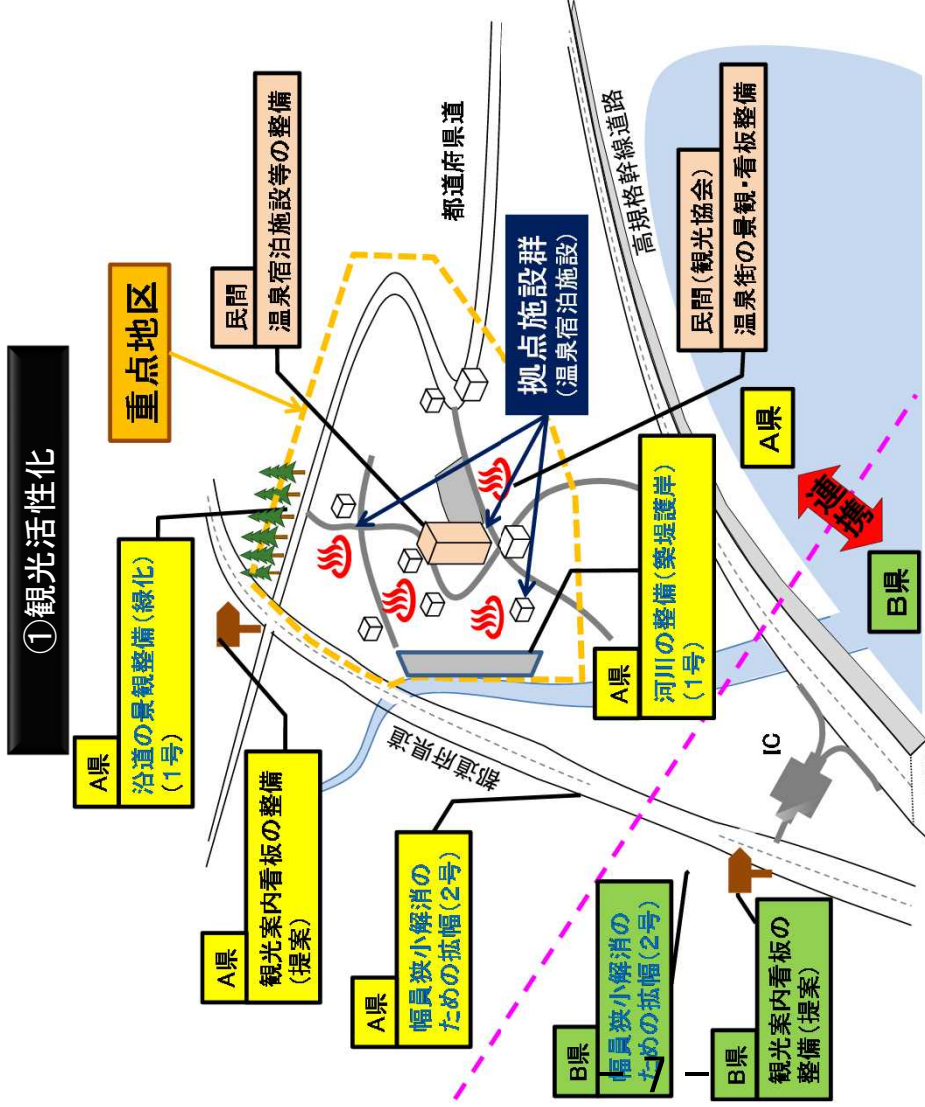 ①観光活性化
A県
沿道の景観整備(緑化)
(1号)
重点地区
民間
温泉宿泊施設等の整備
A県
観光案内看板の整備
(提案)
都道府県道
都道府県道
拠点施設群
(温泉宿泊施設)
A県
幅員狭小解消の
ための拡幅(2号)
A県
河川の整備(築堤護岸)
(1号)
高規格幹線道路
民間(観光協会)
温泉街の景観・看板整備
A県
連携
B県
IC
B県
幅員狭小解消の
ための拡幅(2号)
B県
観光案内看板の
整備(提案)
- 7 -